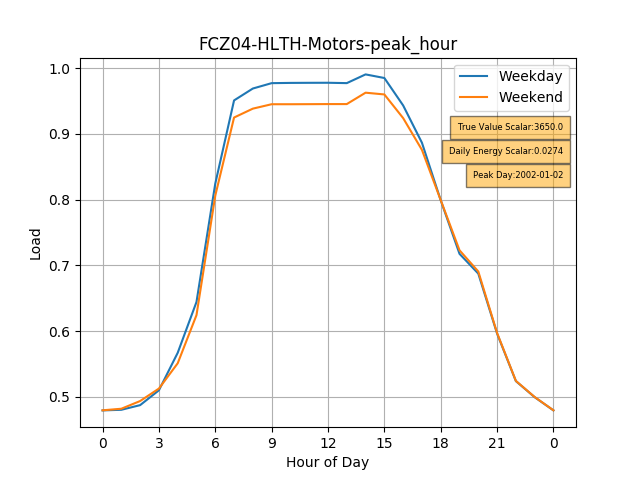 FCZ04-HLTH-Motors-peak_hour
1.0
0.9
0.8
0.7
0.6
0.5
Load
Weekday
Weekend
True Value Scalar:3650.0
Daily Energy Scalar:0.0274
Peak Day:2002-01-02
0 3 6 9 12 15 18 21 0
Hour of Day